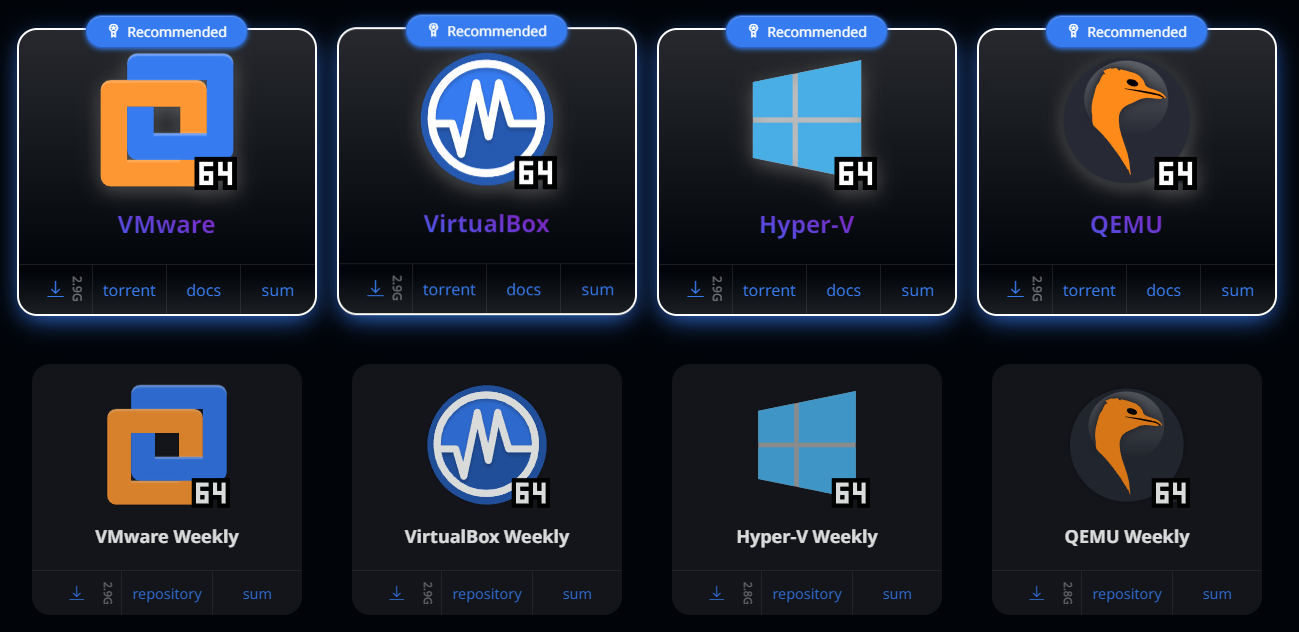 Recommended
Recommended
Recommended
Recommended
64
64
64
64
VMware
VirtualBox
Hyper-V
QEMU
2.9G torrent docs sum
2.9G torrent docs sum
2.9G torrent docs sum
2.9G torrent docs sum
64
64
64
64
VMware Weekly
VirtualBox Weekly
Hyper-V Weekly
QEMU Weekly
2.9G repository sum
2.9G repository sum
2.8G repository sum
2.8G repository sum